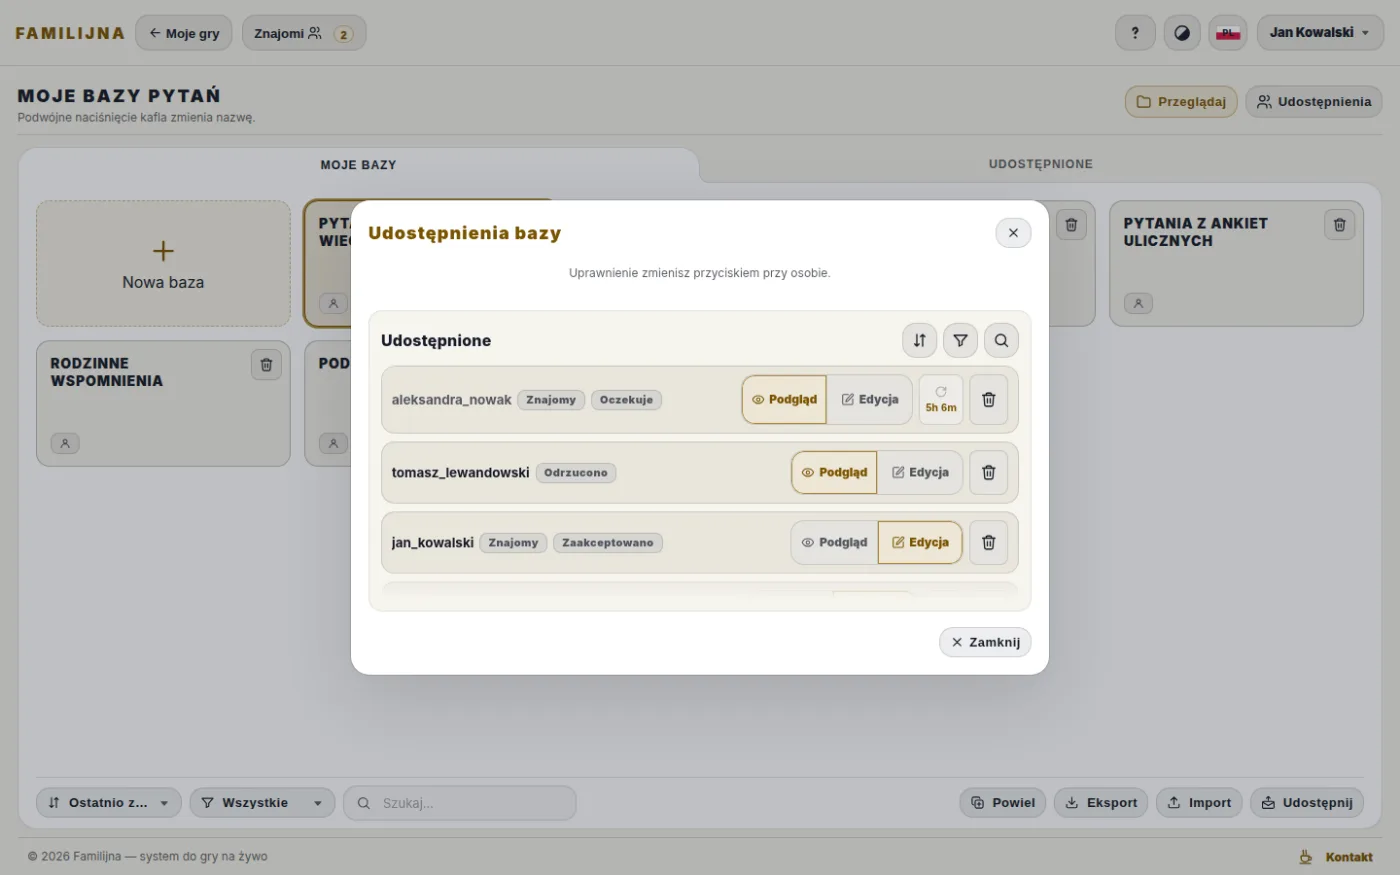 FAMILIJNA
Moje gry
Znajomi 2
?
PL
Jan Kowalski
MOJE BAZY PYTAŃ
Podwójne naciśnięcie kafla zmienia nazwę.
Przeglądaj
Udostępnienia
MOJE BAZY
UDOSTĘPNIONE
Nowa baza
PYTANIA Z ANKIET
ULICZNYCH
RODZINNE
WSPOMNIENIA
Udostępnienia bazy
Uprawnienie zmienisz przyciskiem przy osobie.
Udostępnione
aleksandra_nowak Znajomy Oczekuje Podgląd Edycja 5h 6m
tomasz_lewandowski Odrzucono Podgląd Edycja
jan_kowalski Znajomy Zaakceptowano Podgląd Edycja
Zamknij
Ostatnio z...
Wszystkie
Szukaj...
Powiel
Eksport
Import
Udostępnij
© 2026 Familijna — system do gry na żywo
Kontakt